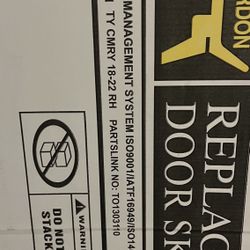 RDON
REPLAC
DOOR SK
MANAGEMENT SYSTEM ISO9001/IATF16949/ISO14
TY CMRY 18-22 RH PARTSLINK NO: TO1303110
WARNI
DO NOT
STACK